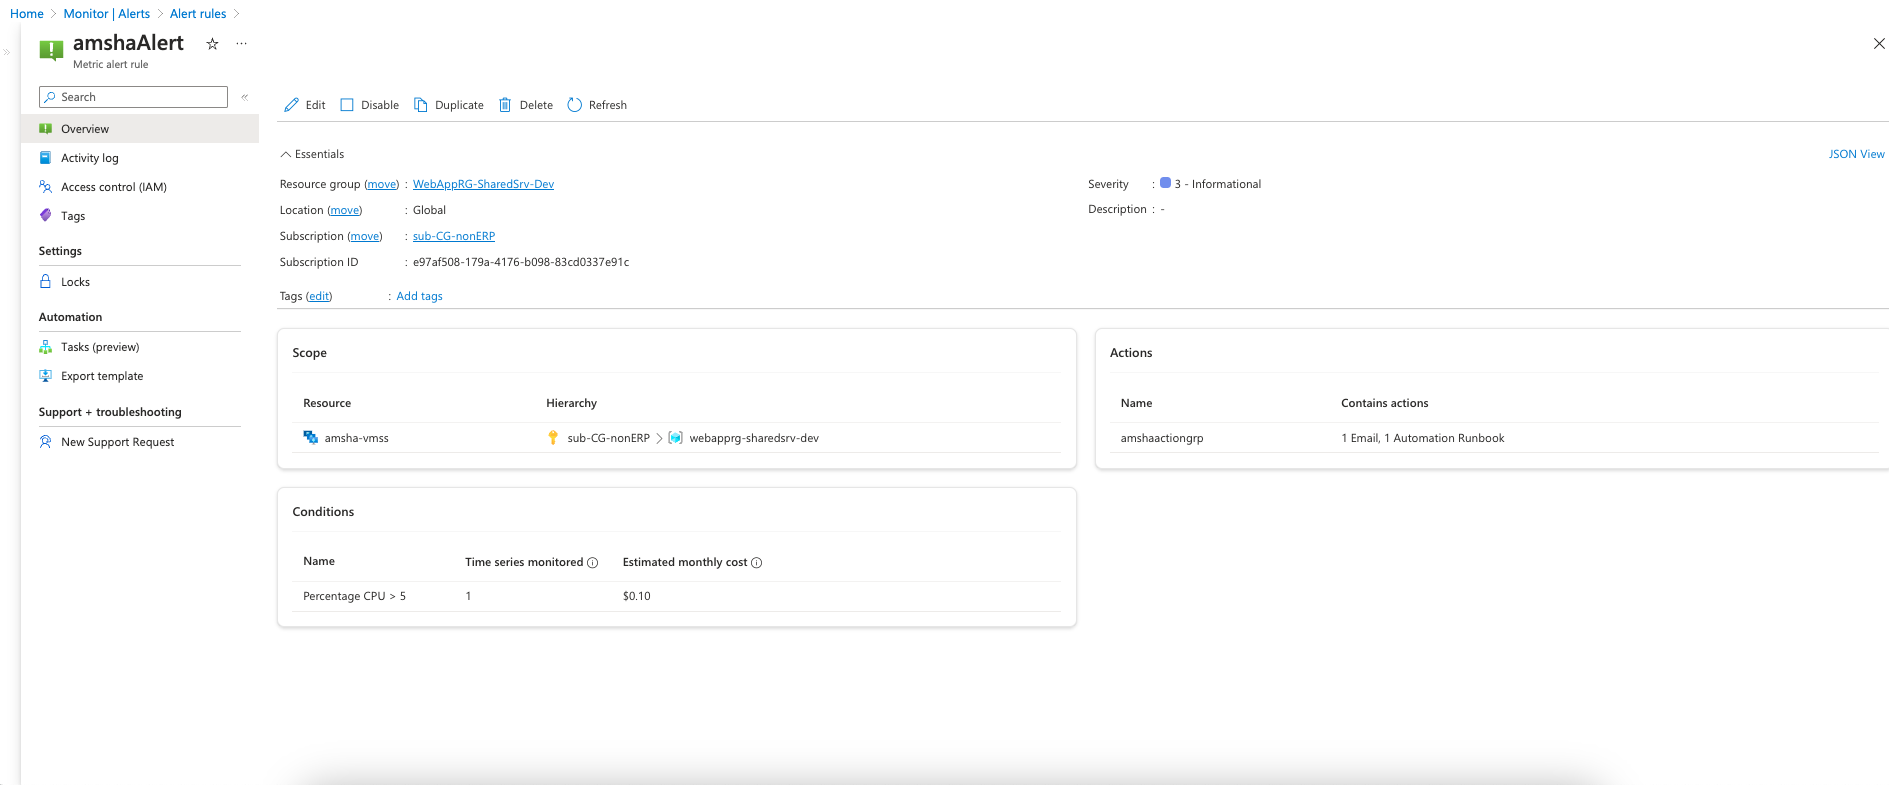 Home > Monitor | Alerts > Alert rules >
amshaAlert
Metric alert rule
Search
Overview
Activity log
Access control (IAM)
Tags
Settings
Locks
Automation
Tasks (preview)
Export template
Support + troubleshooting
New Support Request
Edit Disable Duplicate Delete Refresh
Essentials
JSON View
Resource group (move) : WebAppRG-SharedSrv-Dev
Location (move) : Global
Subscription (move) : sub-CG-nonERP
Subscription ID : e97af508-179a-4176-b098-83cd0337e91c
Tags (edit) : Add tags
Severity : 3 - Informational
Description : -
Scope
Resource Hierarchy
amsha-vmss sub-CG-nonERP > webapprg-sharedsrv-dev
Actions
Name Contains actions
amshaactiongrp 1 Email, 1 Automation Runbook
Conditions
Name Time series monitored Estimated monthly cost
Percentage CPU > 5 1 $0.10